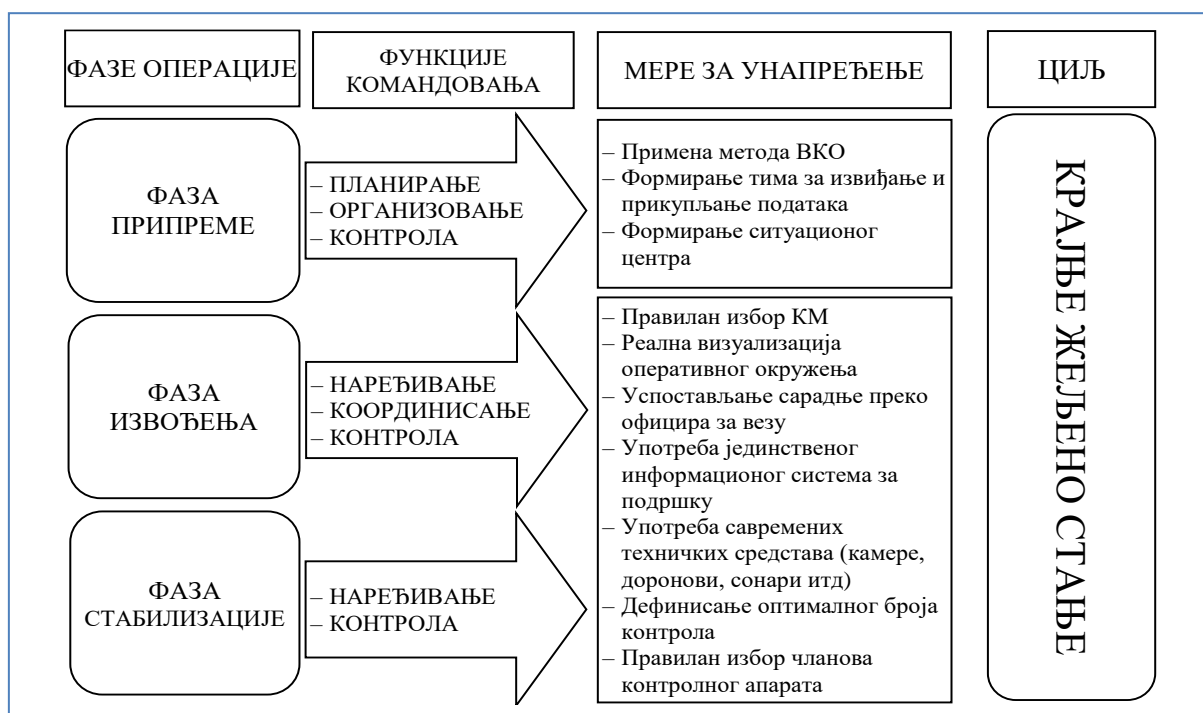 ФАЗЕ ОПЕРАЦИЈЕ
ФУНКЦИЈЕ
КОМАНДОВАЊА
МЕРЕ ЗА УНАПРЕЂЕЊЕ
ЦИЉ
ФАЗА
ПРИПРЕМЕ
– ПЛАНИРАЊЕ
– ОРГАНИЗОВАЊЕ
– КОНТРОЛА
– Примена метода ВКО
– Формирање тима за извиђање и
прикупљање података
– Формирање ситуационог
центра
ФАЗА
ИЗВОЂЕЊА
– НАРЕЂИВАЊЕ
– КООРДИНИСАЊЕ
– КОНТРОЛА
– Правилан избор КМ
– Реална визуализација
оперативног окружења
– Успостављање сарадње преко
официра за везу
– Употреба јединственог
информационог система за
подршку
– Употреба савремених
техничких средстава (камере,
доронови, сонари итд)
– Дефинисање оптималног броја
контрола
– Правилан избор чланова
контролног апарата
ФАЗА
СТАБИЛИЗАЦИЈЕ
– НАРЕЂИВАЊЕ
– КОНТРОЛА
КРАЈЊЕ ЖЕЉЕНО СТАЊЕ